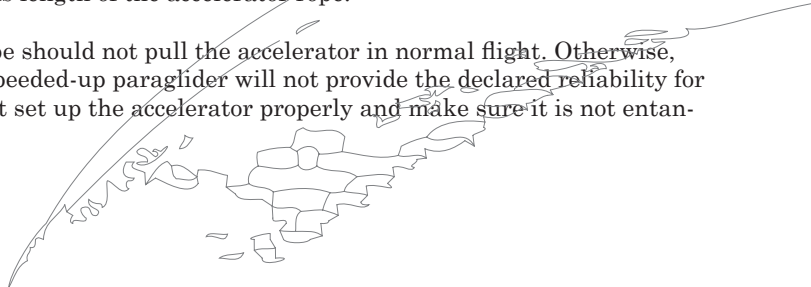 s length of the accelerator rope.
pe should not pull the accelerator in normal flight. Otherwise,
peeded-up paraglider will not provide the declared reliability for
t set up the accelerator properly and make sure it is not entan-